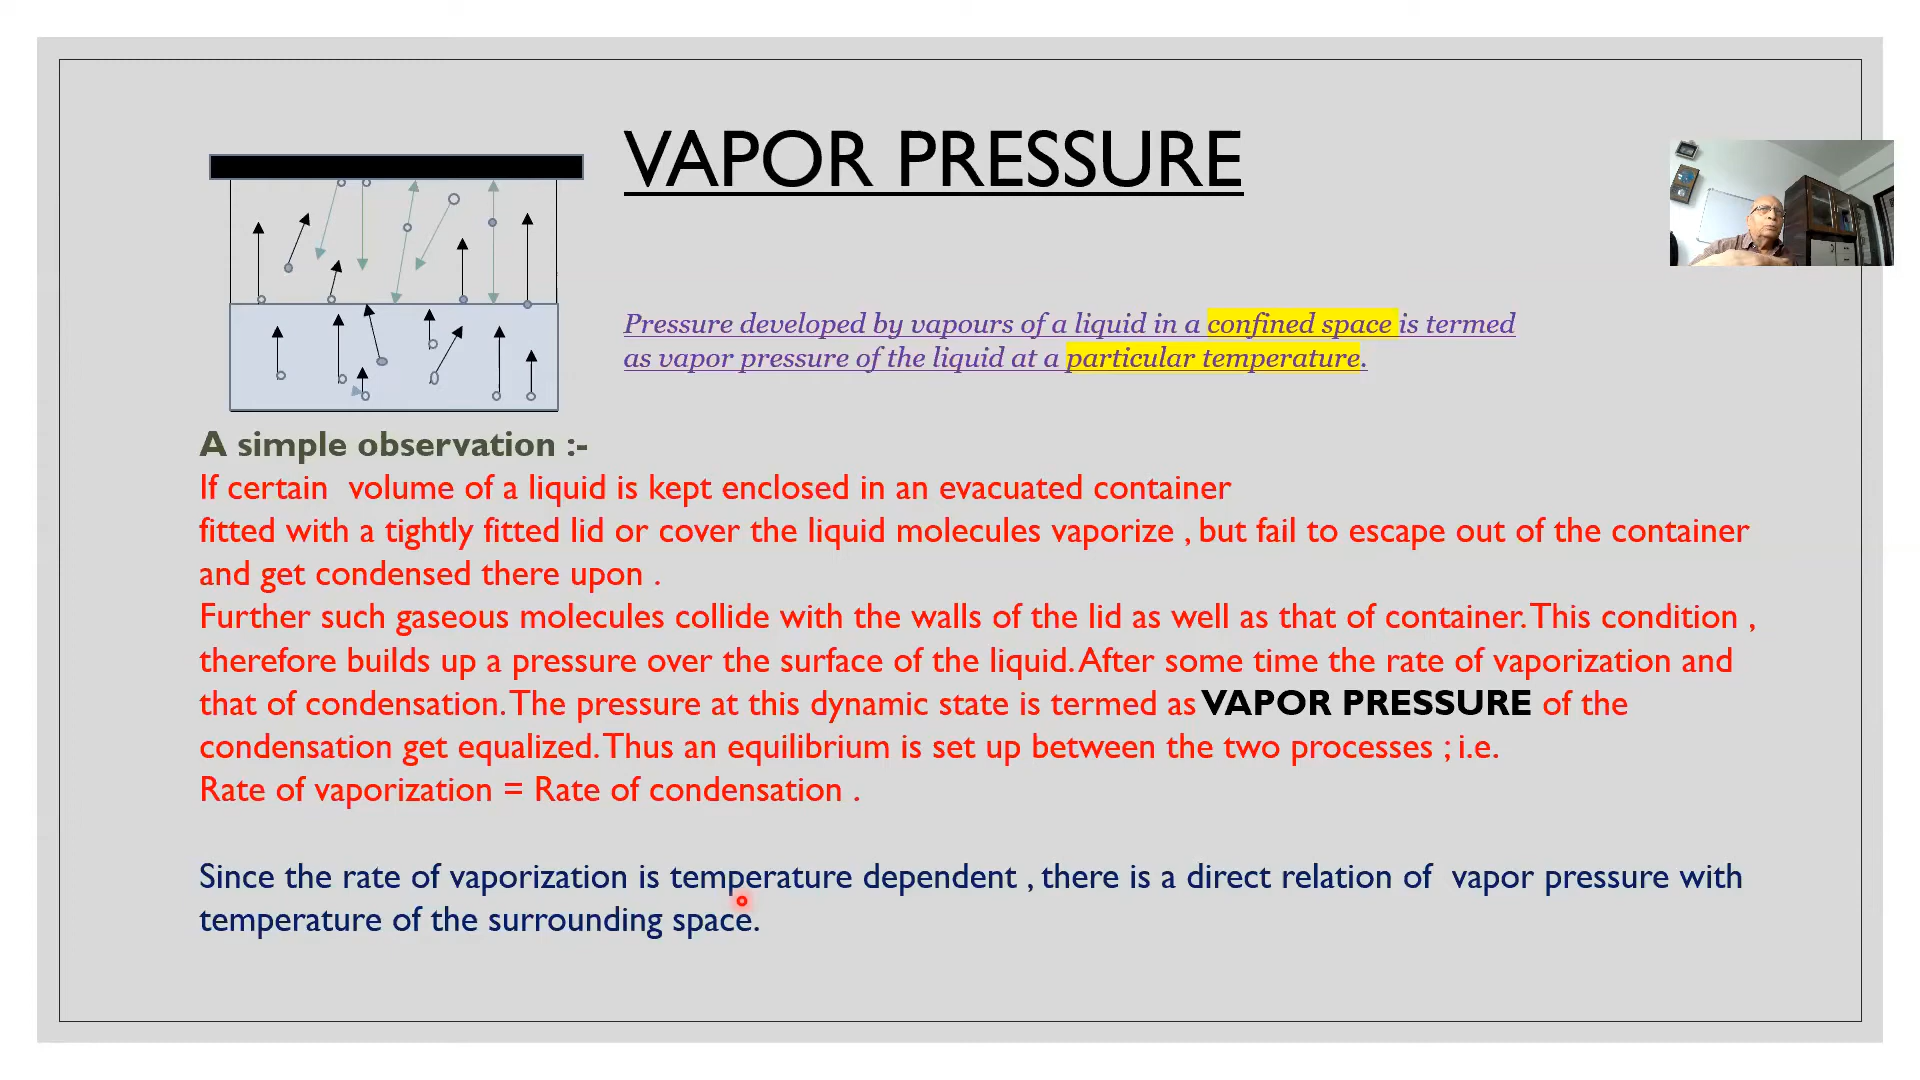 VAPOR PRESSURE
Pressure developed by vapours of a liquid in a confined space is termed
as vapor pressure of the liquid at a particular temperature.
A simple observation :-
If certain volume of a liquid is kept enclosed in an evacuated container
fitted with a tightly fitted lid or cover the liquid molecules vaporize , but fail to escape out of the container
and get condensed there upon .
Further such gaseous molecules collide with the walls of the lid as well as that of container. This condition ,
therefore builds up a pressure over the surface of the liquid. After some time the rate of vaporization and
that of condensation. The pressure at this dynamic state is termed as VAPOR PRESSURE of the
condensation get equalized. Thus an equilibrium is set up between the two processes ; i.e.
Rate of vaporization = Rate of condensation .
Since the rate of vaporization is temperature dependent , there is a direct relation of vapor pressure with
temperature of the surrounding space.